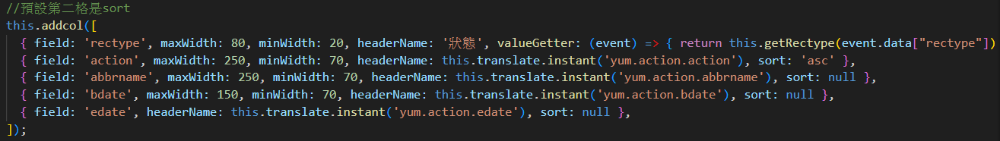 //預設第二格是sort
this.addcol([
{ field: 'rectype', maxWidth: 80, minWidth: 20, headerName: '狀態', valueGetter: (event) => { return this.getRectype(event.data["rectype"])
{ field: 'action', maxWidth: 250, minWidth: 70, headerName: this.translate.instant('yum.action.action'), sort: 'asc' },
{ field: 'abbrname', maxWidth: 250, minWidth: 70, headerName: this.translate.instant('yum.action.abbrname'), sort: null },
{ field: 'bdate', maxWidth: 150, minWidth: 70, headerName: this.translate.instant('yum.action.bdate'), sort: null },
{ field: 'edate', headerName: this.translate.instant('yum.action.edate'), sort: null },
]);